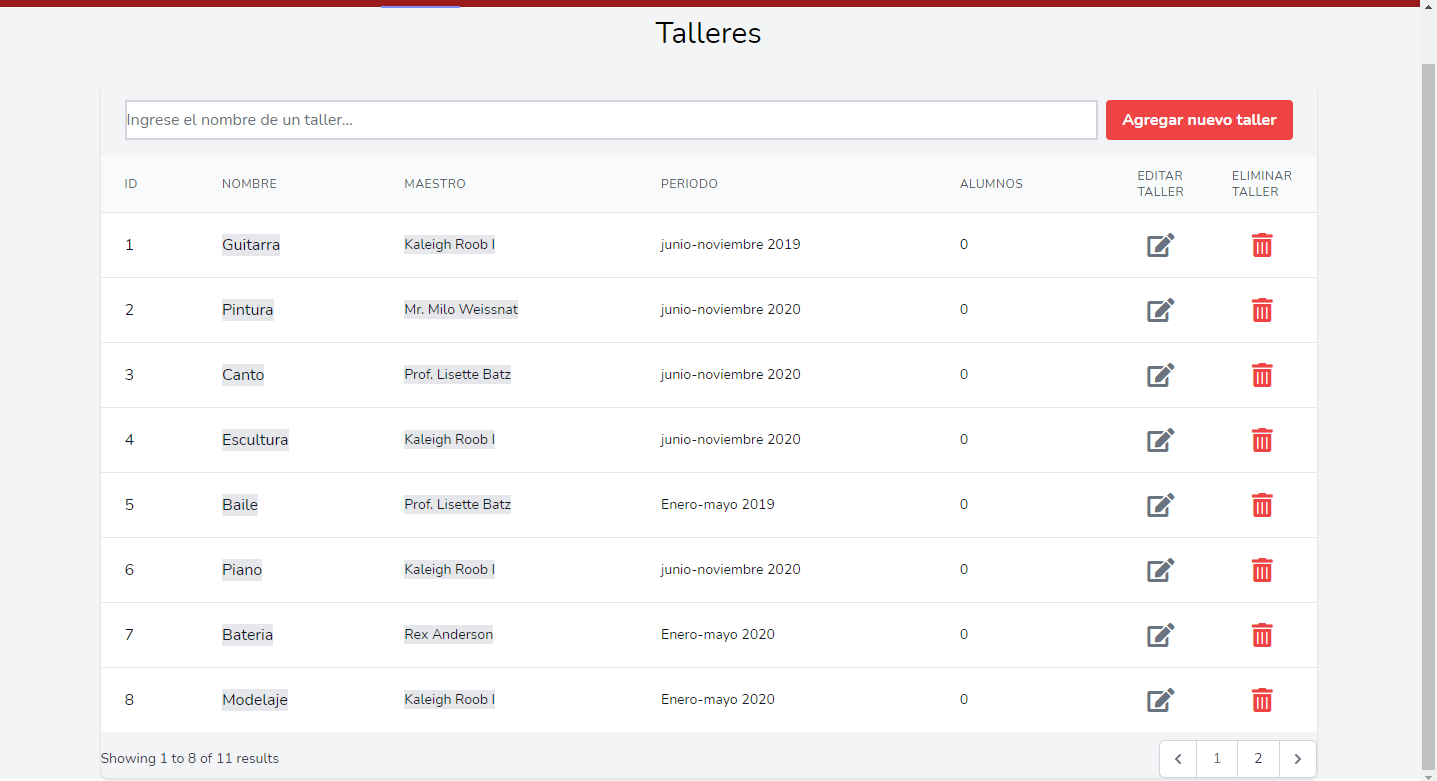 Talleres
Ingrese el nombre de un taller...
Agregar nuevo taller
ID NOMBRE MAESTRO PERIODO ALUMNOS EDITAR TALLER ELIMINAR TALLER
1 Guitarra Kaleigh Roob I junio-noviembre 2019 0
2 Pintura Mr. Milo Weissnat junio-noviembre 2020 0
3 Canto Prof. Lisette Batz junio-noviembre 2020 0
4 Escultura Kaleigh Roob I junio-noviembre 2020 0
5 Baile Prof. Lisette Batz Enero-mayo 2019 0
6 Piano Kaleigh Roob I junio-noviembre 2020 0
7 Bateria Rex Anderson Enero-mayo 2020 0
8 Modelaje Kaleigh Roob I Enero-mayo 2020 0
Showing 1 to 8 of 11 results
1 2